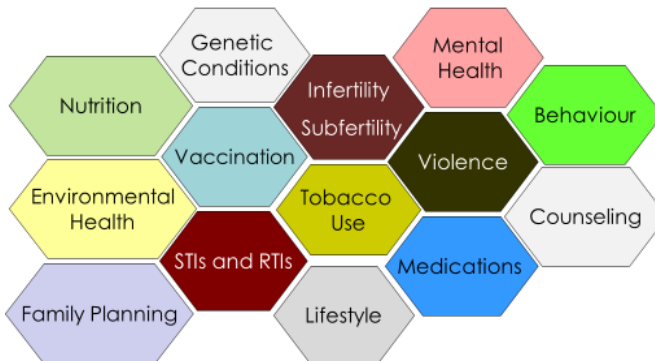 Genetic
Conditions
Mental
Health
Infertility
Subfertility
Nutrition
Behaviour
Vaccination
Violence
Environmental
Health
Tobacco
Use
Counseling
STIs and RTIs
Medications
Family Planning
Lifestyle